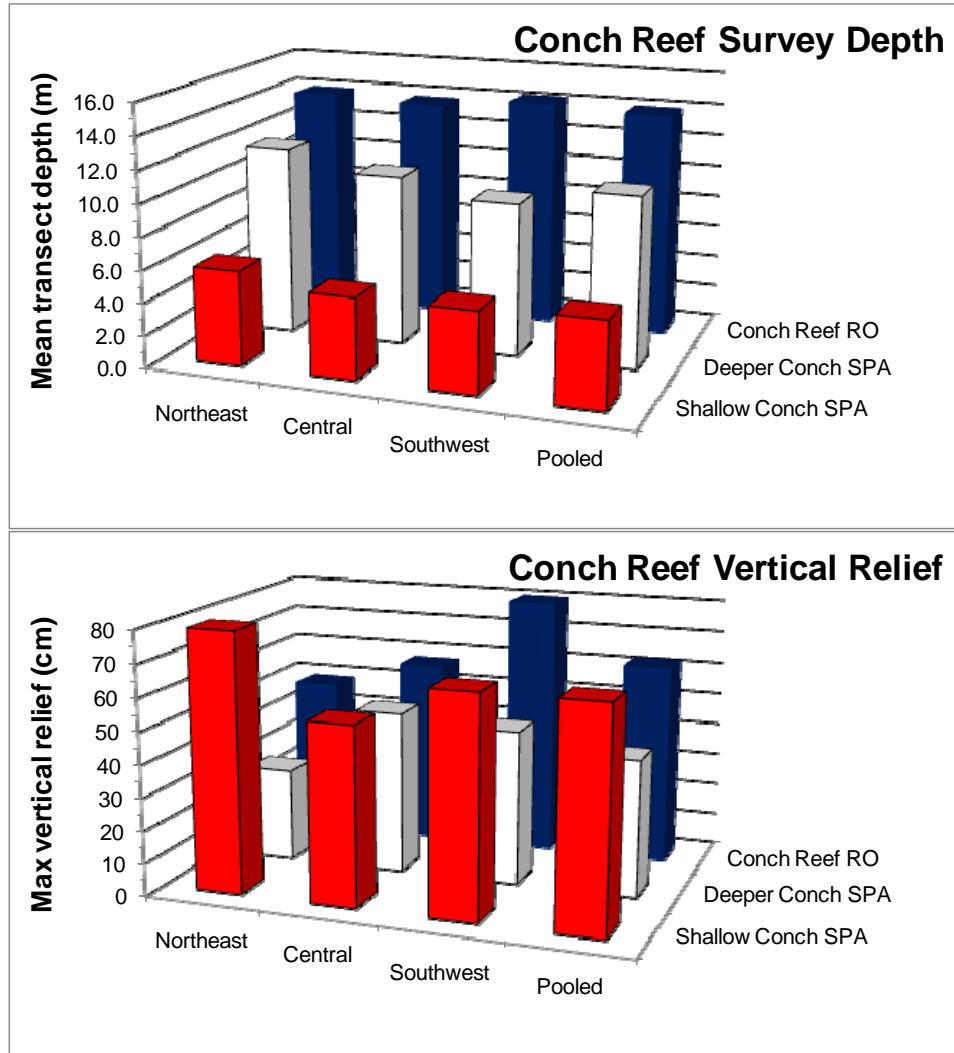 Conch Reef Survey Depth
Mean transect depth (m)
16.0
14.0
12.0
10.0
8.0
6.0
4.0
2.0
0.0
Northeast
Central
Southwest
Pooled
Conch Reef RO
Deeper Conch SPA
Shallow Conch SPA
Conch Reef Vertical Relief
Max vertical relief (cm)
80
70
60
50
40
30
20
10
0
Northeast
Central
Southwest
Pooled
Conch Reef RO
Deeper Conch SPA
Shallow Conch SPA